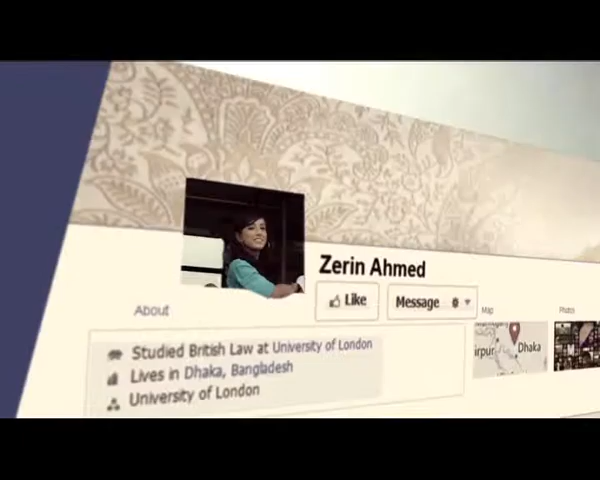 Zerin Ahmed
Like
Message
About
Map
Photos
Studied British Law at University of London
Lives in Dhaka, Bangladesh
University of London
irpur
Dhaka